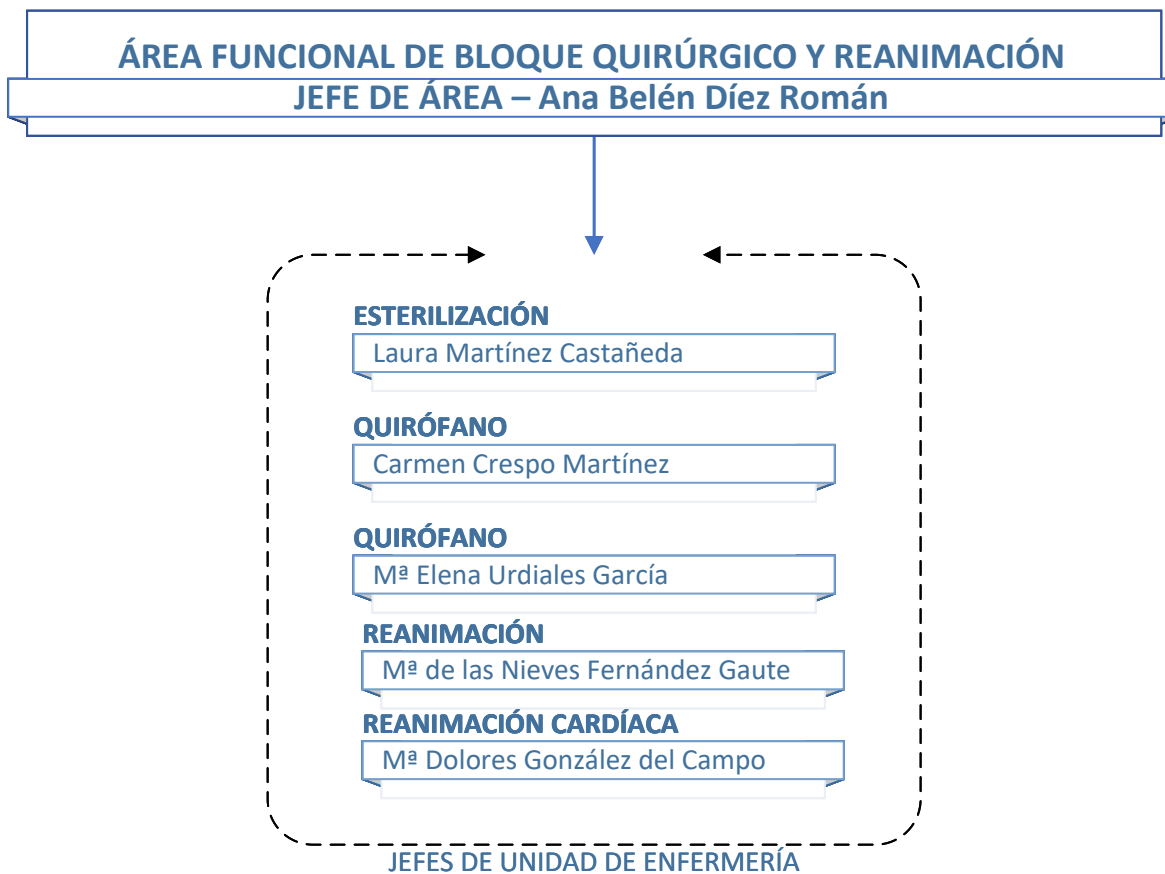 ÁREA FUNCIONAL DE BLOQUE QUIRÚRGICO Y REANIMACIÓN
JEFE DE ÁREA – Ana Belén Díez Román
ESTERILIZACIÓN
Laura Martínez Castañeda
QUIRÓFANO
Carmen Crespo Martínez
QUIRÓFANO
Mª Elena Urdiales García
REANIMACIÓN
Mª de las Nieves Fernández Gaute
REANIMACIÓN CARDÍACA
Mª Dolores González del Campo
JEFES DE UNIDAD DE ENFERMERÍA